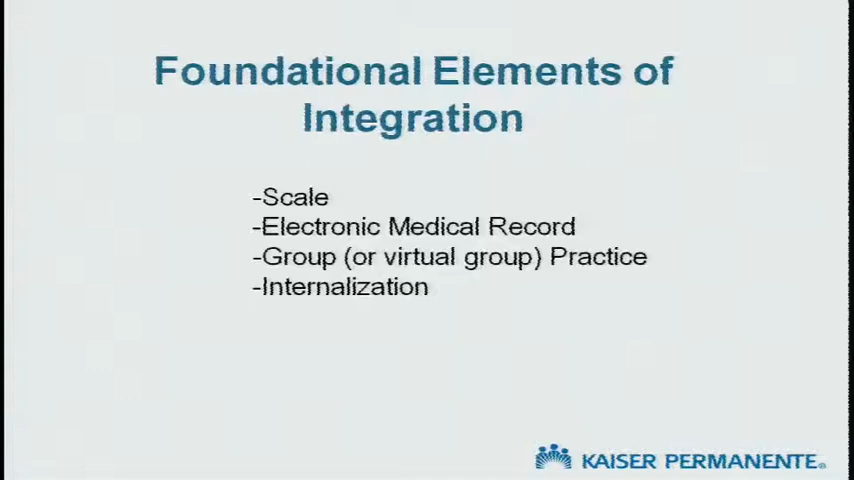 Foundational Elements of
Integration
-Scale
-Electronic Medical Record
-Group (or virtual group) Practice
-Internalization
KAISER PERMANENTE®